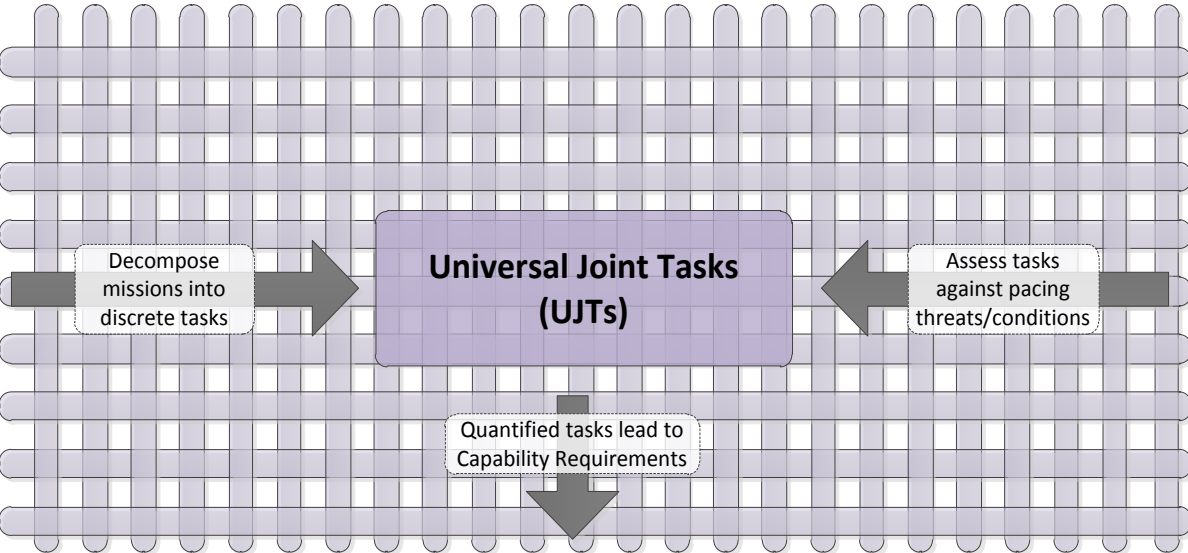 Universal Joint Tasks
(UJTs)
Decompose
missions into
discrete tasks
Assess tasks
against pacing
threats/conditions
Quantified tasks lead to
Capability Requirements